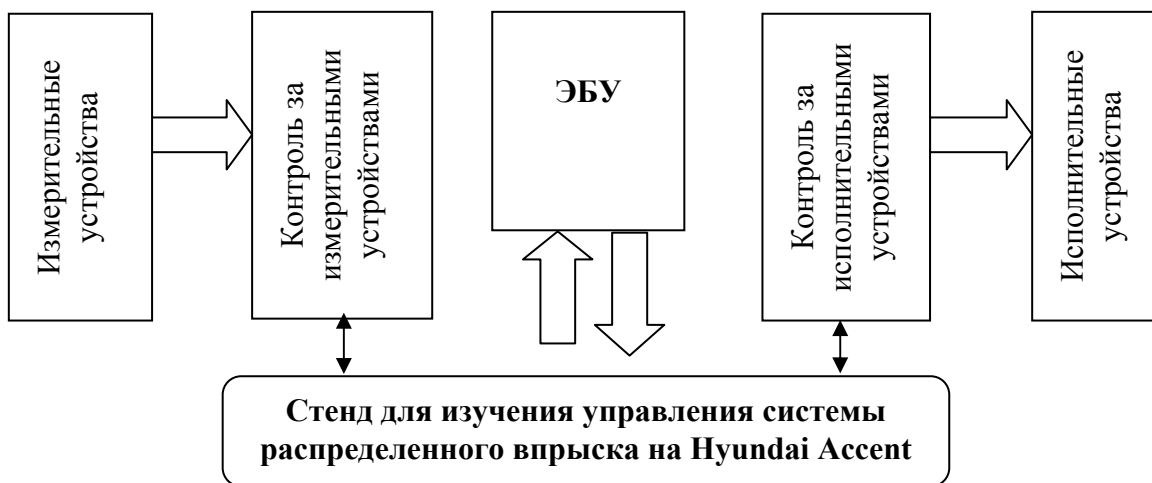 Измерительные
устройства
Контроль за
измерительными
устройствами
ЭБУ
Контроль за
исполнительными
устройствами
Исполнительные
устройства
Стенд для изучения управления системы
распределенного впрыска на Hyundai Accent